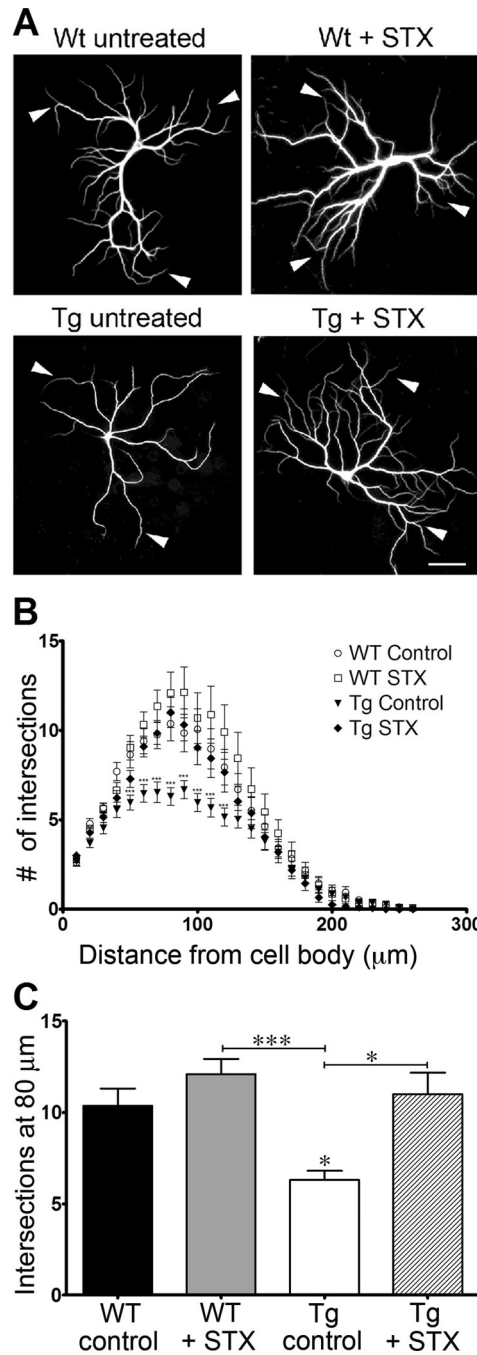 A
Wt untreated
Wt + STX
Tg untreated
Tg + STX
B
15
10
5
0
0
100
200
300
# of intersections
Distance from cell body (μm)
WT Control
WT STX
Tg Control
Tg STX
*** *** *** *** *** *** *** ***
C
15
10
5
0
Intersections at 80 μm
***
*
*
WT
control
WT
+ STX
Tg
control
Tg
+ STX